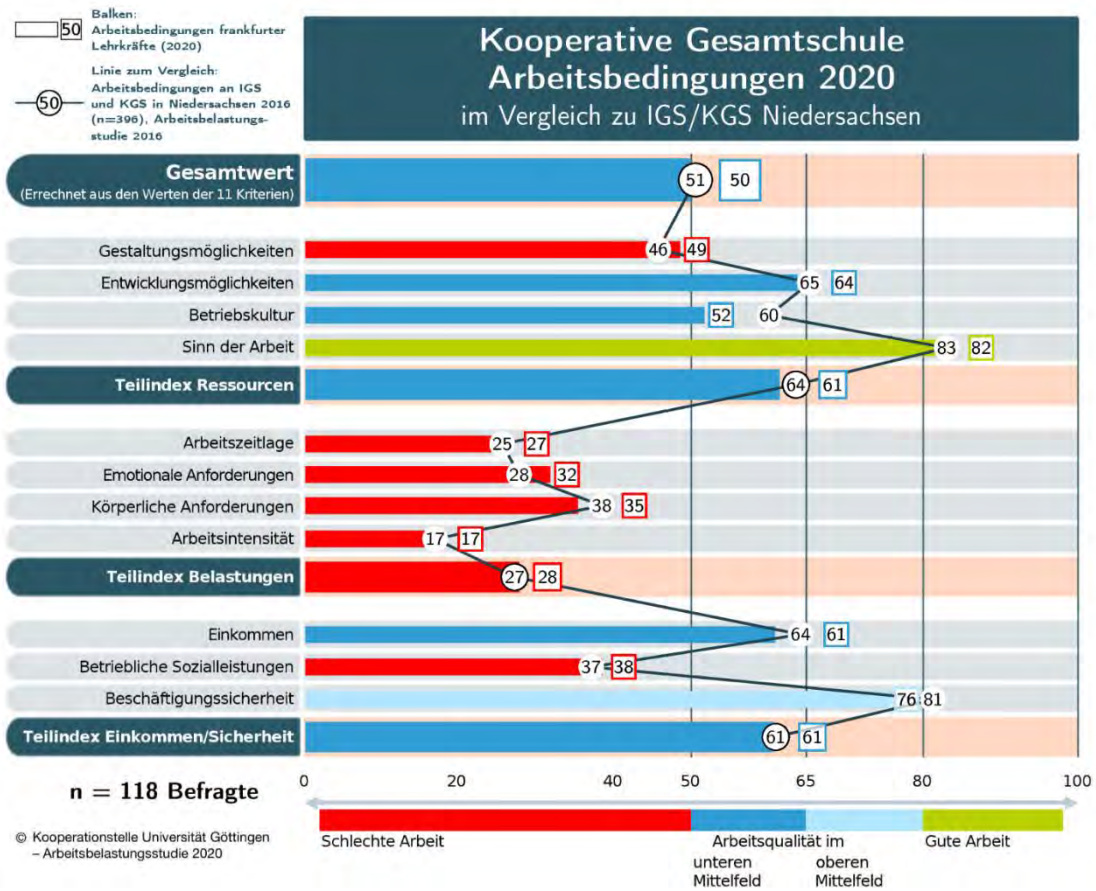 Balken:
50 Arbeitsbedingungen frankfurter
Lehrkräfte (2020)
Linie zum Vergleich:
Arbeitsbedingungen an IGS
50 und KGS in Niedersachsen 2016
(n=396), Arbeitsbelastungs-
studie 2016
Kooperative Gesamtschule
Arbeitsbedingungen 2020
im Vergleich zu IGS/KGS Niedersachsen
Gesamtwert
(Errechnet aus den Werten der 11 Kriterien)
51 50
Gestaltungsmöglichkeiten 46 49
Entwicklungsmöglichkeiten 65 64
Betriebskultur 52 60
Sinn der Arbeit 83 82
Teilindex Ressourcen 64 61
Arbeitszeitlage 25 27
Emotionale Anforderungen 28 32
Körperliche Anforderungen 38 35
Arbeitsintensität 17 17
Teilindex Belastungen 27 28
Einkommen 64 61
Betriebliche Sozialleistungen 37 38
Beschäftigungssicherheit 76 81
Teilindex Einkommen/Sicherheit 61 61
0 20 40 50 65 80 100
n = 118 Befragte
Schlechte Arbeit
Arbeitsqualität im
unteren
Mittelfeld
oberen
Mittelfeld
Gute Arbeit
© Kooperationstelle Universität Göttingen
– Arbeitsbelastungsstudie 2020